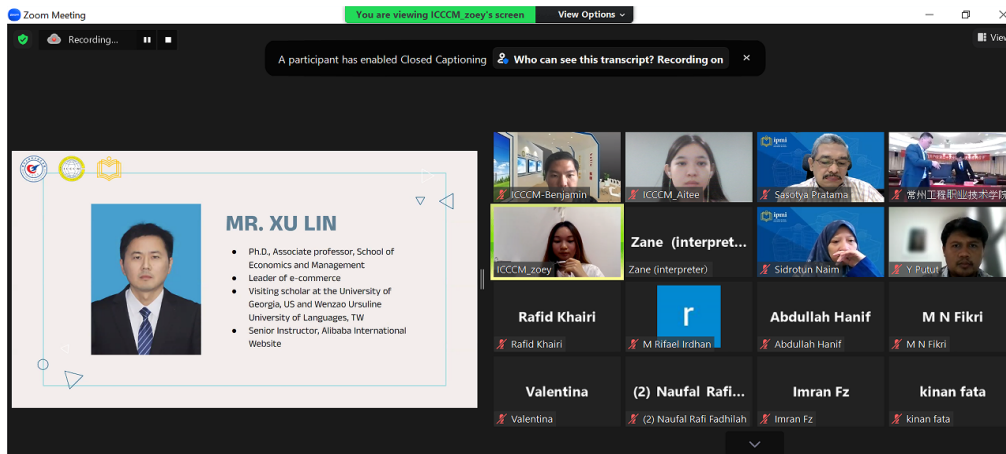 Zoom Meeting
You are viewing ICCCM_zoey's screen
View Options
Recording...
View
A participant has enabled Closed Captioning
Who can see this transcript? Recording on
MR. XU LIN
Ph.D., Associate professor, School of
Economics and Management
Leader of e-commerce
Visiting scholar at the University of
Georgia, US and Wenzao Ursuline
University of Languages, TW
Senior Instructor, Alibaba International
Website
ipmi
ICCCM-Benjamin
ICCCM_Aitee
Sasotya Pratama
常州工程职业技术学院
ICCCM_zoey
Zane (interpret...
Zane (interpreter)
ipmi
Sidrotun Naim
Y Putut
Rafid Khairi
Rafid Khairi
r
M Rifael Irdhan
Abdullah Hanif
Abdullah Hanif
M N Fikri
M N Fikri
Valentina
Valentina
(2) Naufal Rafi...
(2) Naufal Rafi Fadhilah
Imran Fz
Imran Fz
kinan fata
kinan fata